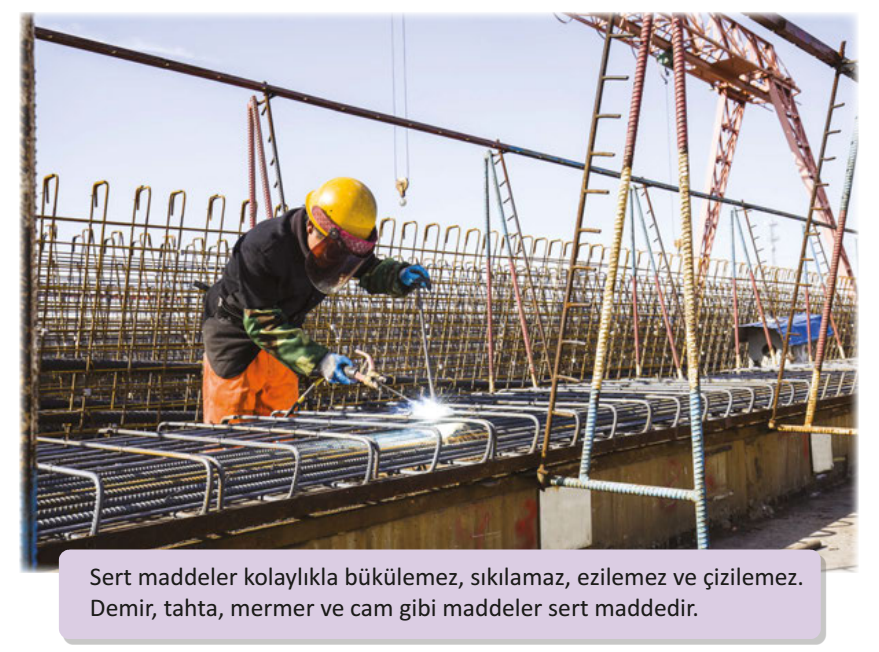 Sert maddeler kolaylıkla bükülemez, sıkılamaz, ezilemez ve çizilemez.
Demir, tahta, mermer ve cam gibi maddeler sert maddedir.